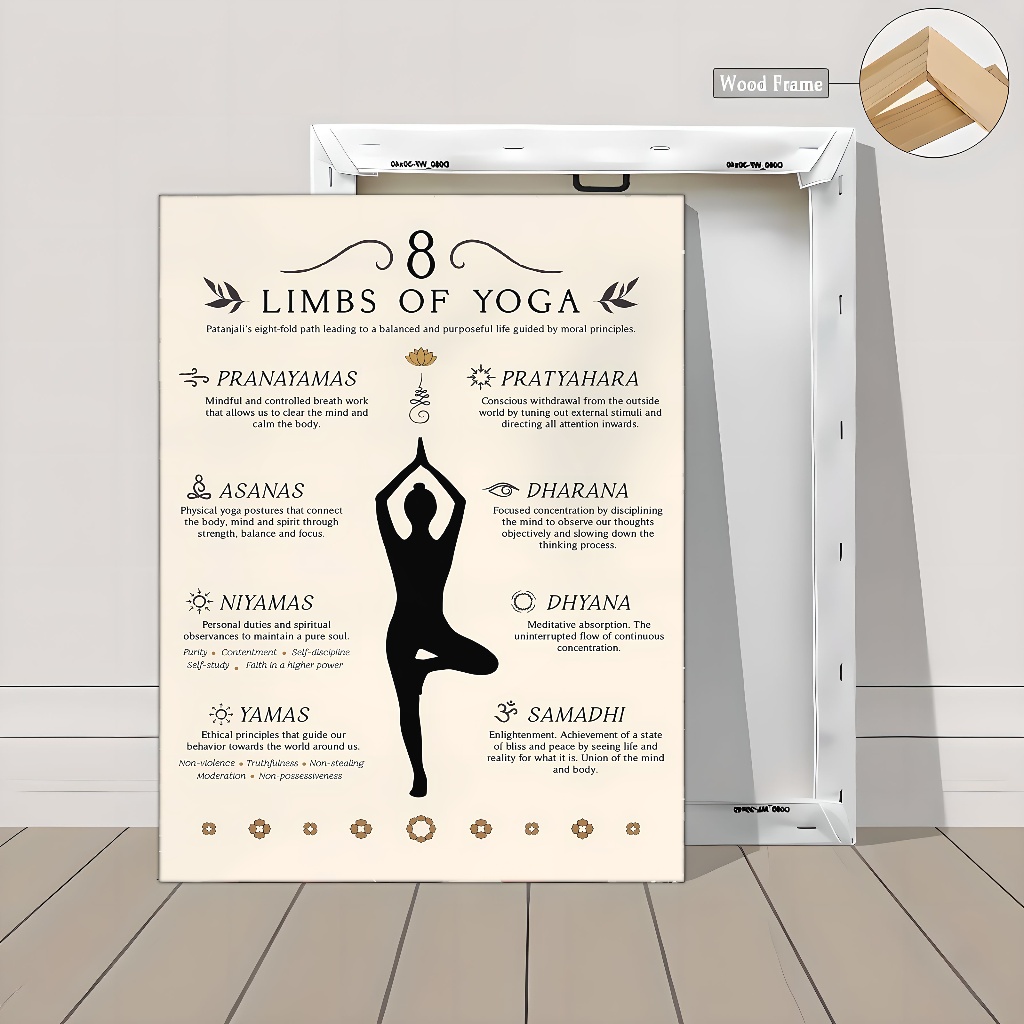 Wood Frame
8
LIMBS OF YOGA
Patanjali's eight-fold path leading to a balanced and purposeful life guided by moral principles.
PRANAYAMAS
Mindful and controlled breath work
that allows us to clear the mind and
calm the body.
ASANAS
Physical yoga postures that connect
the body, mind and spirit through
strength, balance and focus.
NIYAMAS
Personal duties and spiritual
observances to maintain a pure soul.
Purity • Contentment • Self-discipline
Self-study • Faith in a higher power
YAMAS
Ethical principles that guide our
behavior towards the world around us.
Non-violence • Truthfulness • Non-stealing
Moderation • Non-possessiveness
PRATYAHARA
Conscious withdrawal from the outside
world by tuning out external stimuli and
directing all attention inwards.
DHARANA
Focused concentration by disciplining
the mind to observe our thoughts
objectively and slowing down the
thinking process.
DHYANA
Meditative absorption. The
uninterrupted flow of continuous
concentration.
ॐ
SAMADHI
Enlightenment. Achievement of a state
of bliss and peace by seeing life and
reality for what it is. Union of the mind
and body.